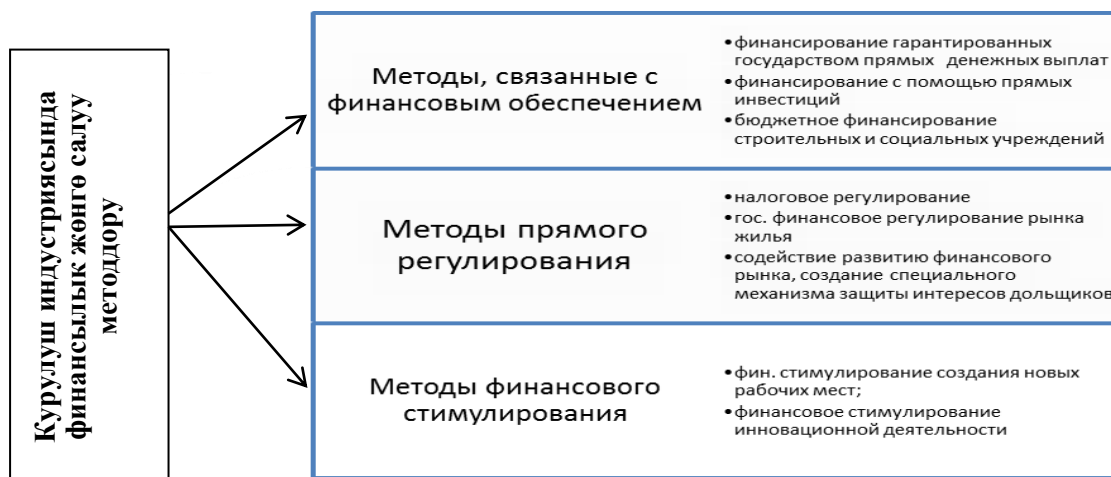 Курулуш индустриясында
финансылык жөнгө салуу
методдору
Методы, связанные с
финансовым обеспечением
•финансирование гарантированных
государством прямых денежных выплат
•финансирование с помощью прямых
инвестиций
•бюджетное финансирование
строительных и социальных учреждений
Методы прямого
регулирования
•налоговое регулирование
•гос. финансовое регулирование рынка
жилья
•содействие развитию финансового
рынка, создание специального
механизма защиты интересов дольщиков
Методы финансового
стимулирования
•фин. стимулирование создания новых
рабочих мест;
•финансовое стимулирование
инновационной деятельности